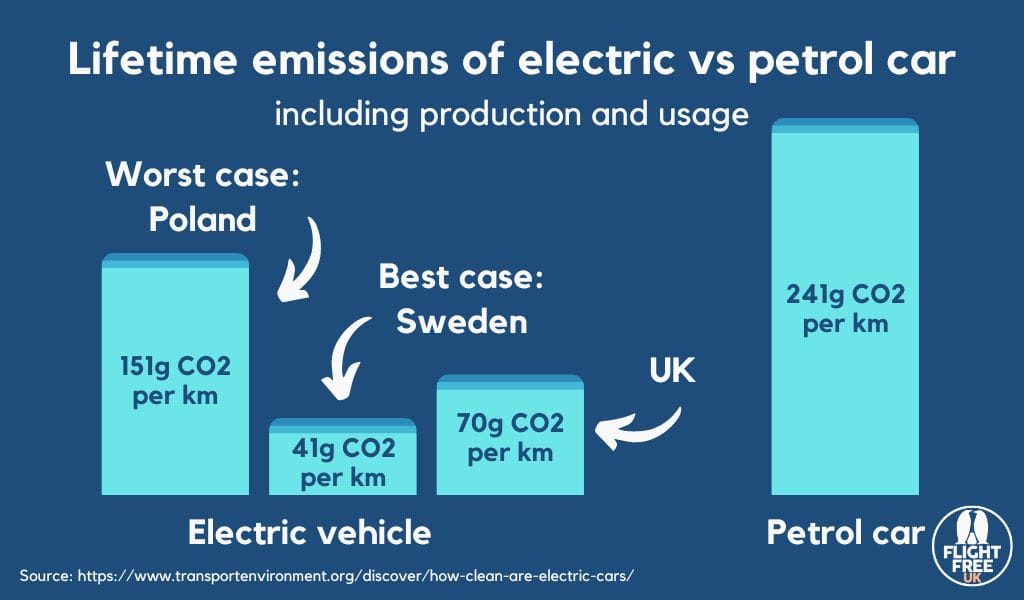 Lifetime emissions of electric vs petrol car
including production and usage
Worst case:
Poland
Best case:
Sweden
UK
151g CO2
per km
41g CO2
per km
70g CO2
per km
241g CO2
per km
Electric vehicle
Petrol car
FLIGHT
FREE
UK
Source: https://www.transportenvironment.org/discover/how-clean-are-electric-cars/